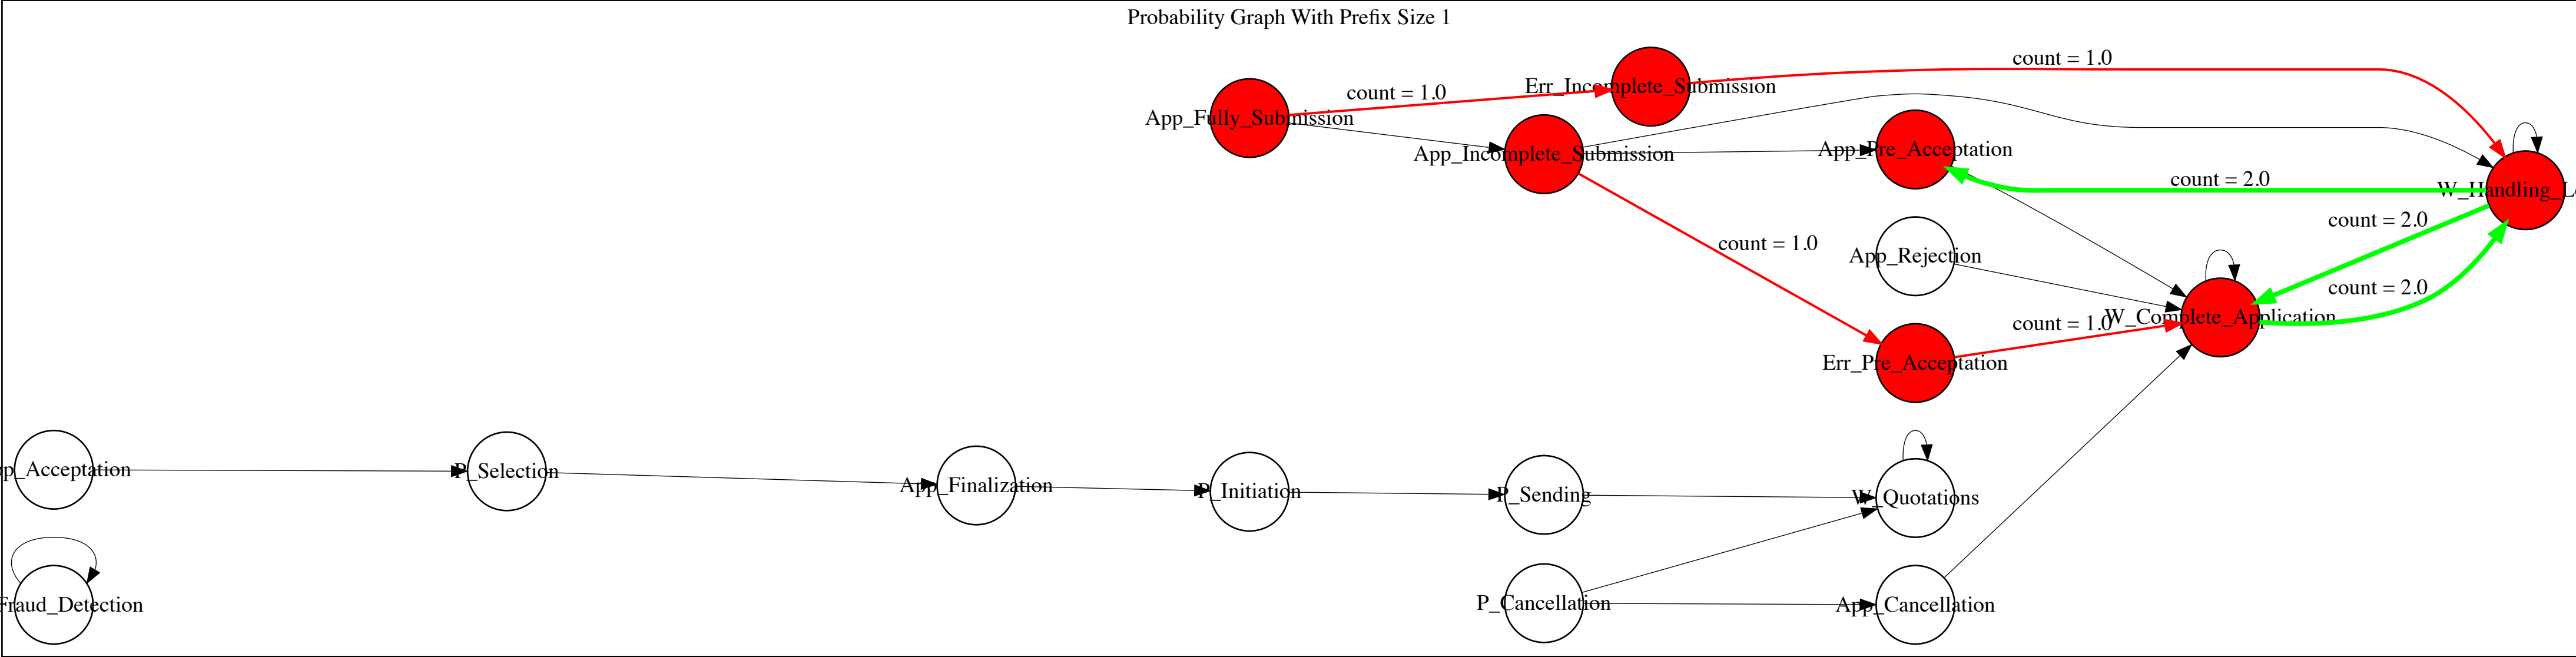 Probability Graph With Prefix Size 1
count = 1.0
Err_Incomplete_Submission
count = 1.0
App_Fully_Submission
App_Incomplete_Submission
App_Pre_Acceptation
count = 2.0
W_Handling_L
count = 2.0
count = 1.0
App_Rejection
count = 2.0
count = 1.0
W_Complete_Application
Err_Pre_Acceptation
pp_Acceptation
P_Selection
App_Finalization
P_Initiation
P_Sending
W_Quotations
Fraud_Detection
P_Cancellation
App_Cancellation